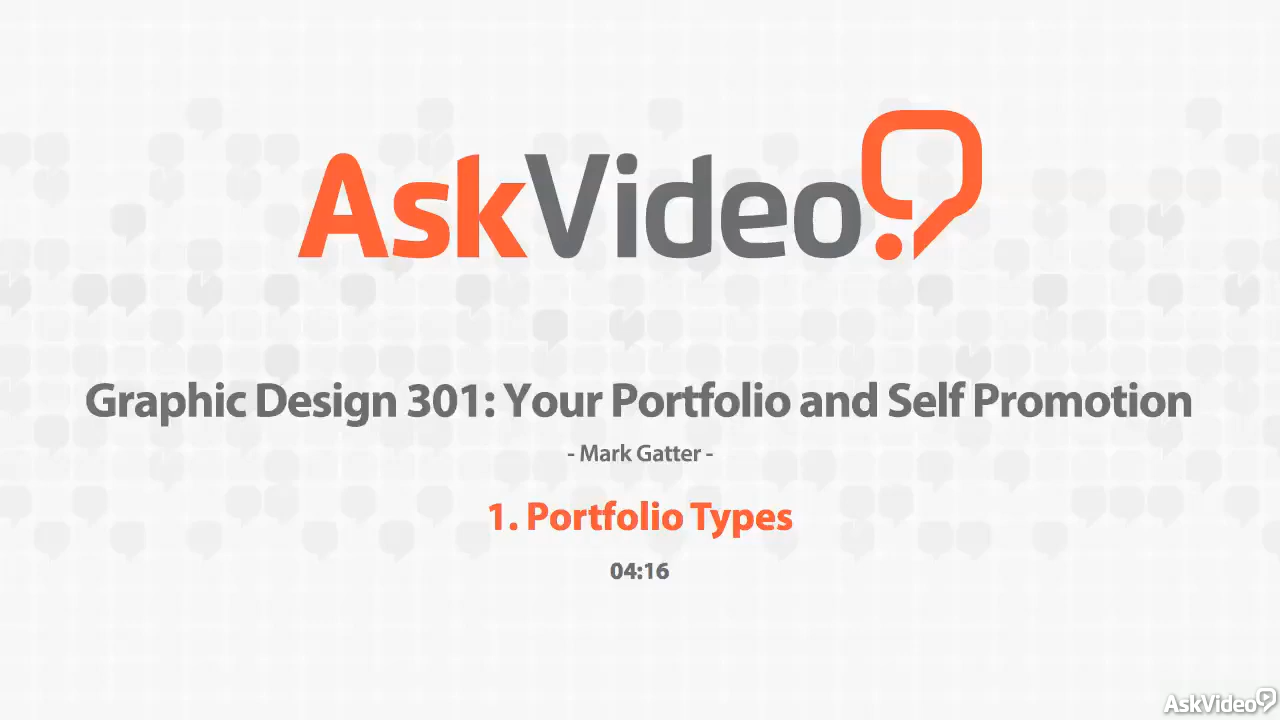 AskVideo
Graphic Design 301: Your Portfolio and Self Promotion
- Mark Gatter -
1. Portfolio Types
04:16
AskVideo